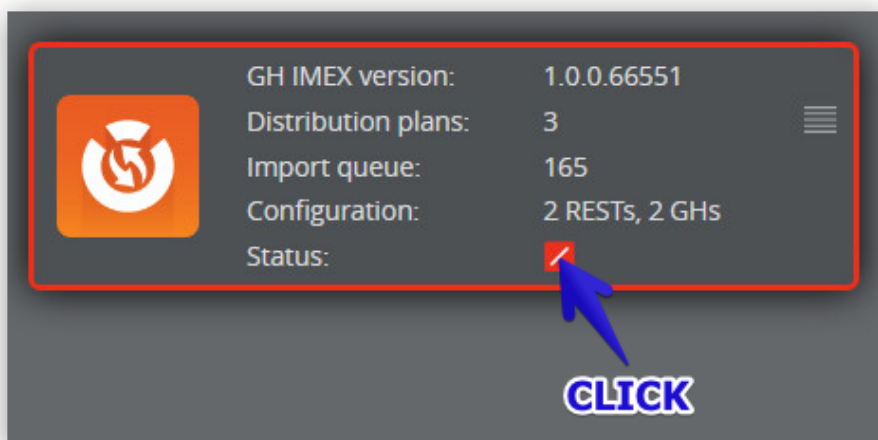 GH IMEX version: 1.0.0.66551
Distribution plans: 3
Import queue: 165
Configuration: 2 RESTs, 2 GHs
Status:
CLICK